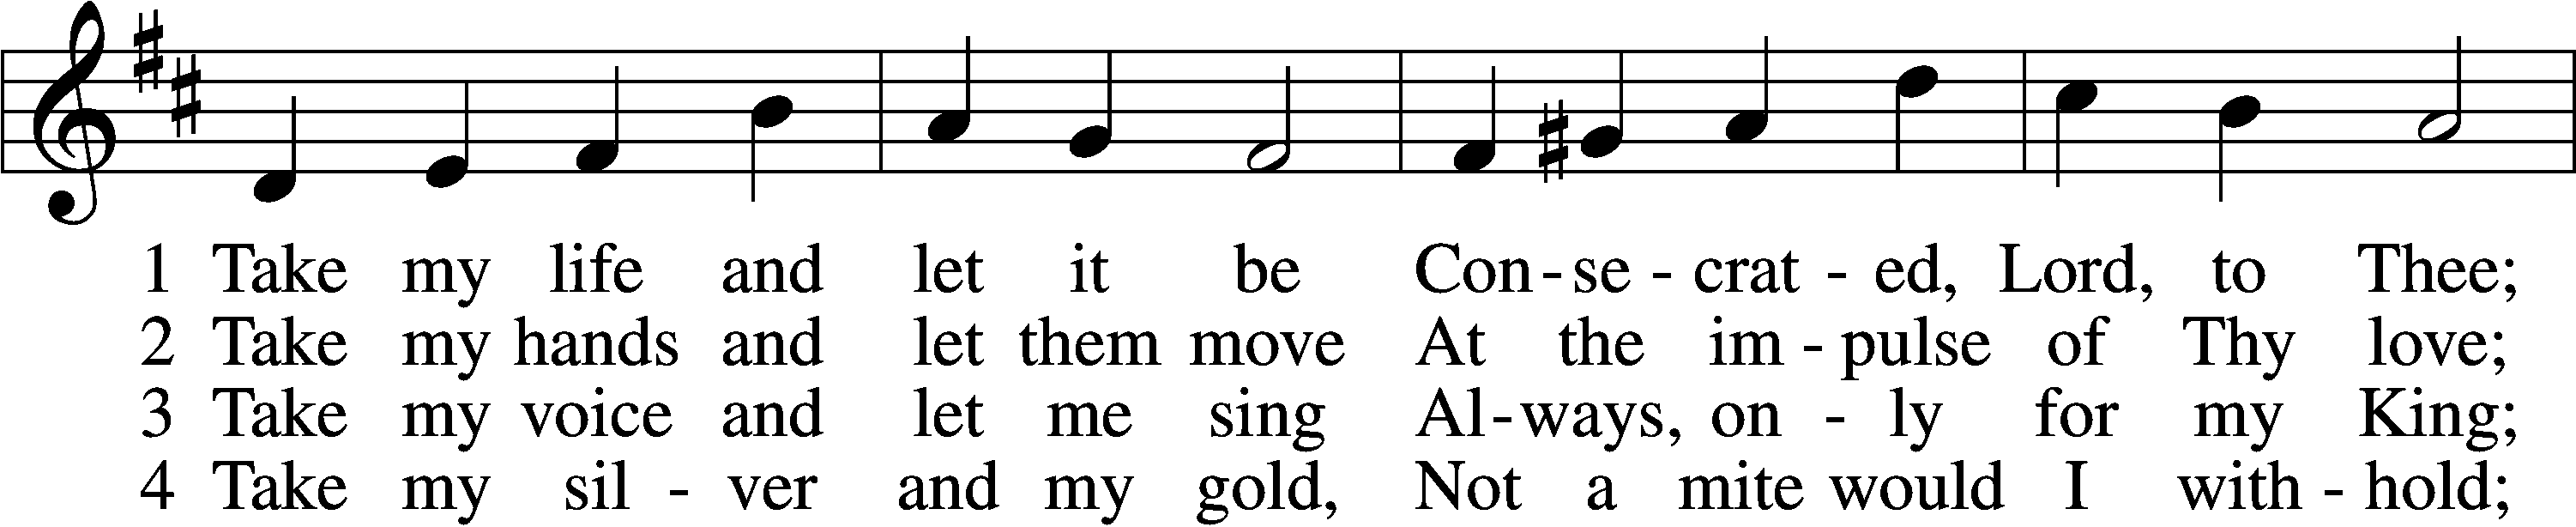 1 Take my life and let it be Con-se-crat-ed, Lord, to Thee;
2 Take my hands and let them move At the im-pulse of Thy love;
3 Take my voice and let me sing Al-ways, on-ly for my King;
4 Take my sil-ver and my gold, Not a mite would I with-hold;